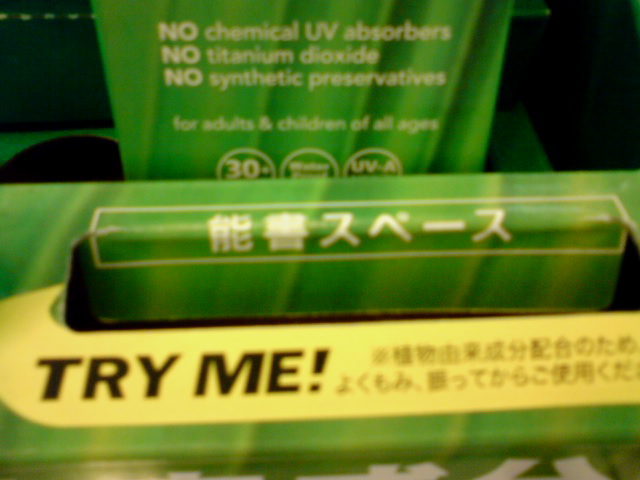 NO chemical UV absorbers
NO titanium dioxide
NO synthetic preservatives
for adults & children of all ages
30+ Water UV-A
能書スペース
TRY ME!
※植物由来成分配合のため、
よくもみ、振ってからご使用くだ